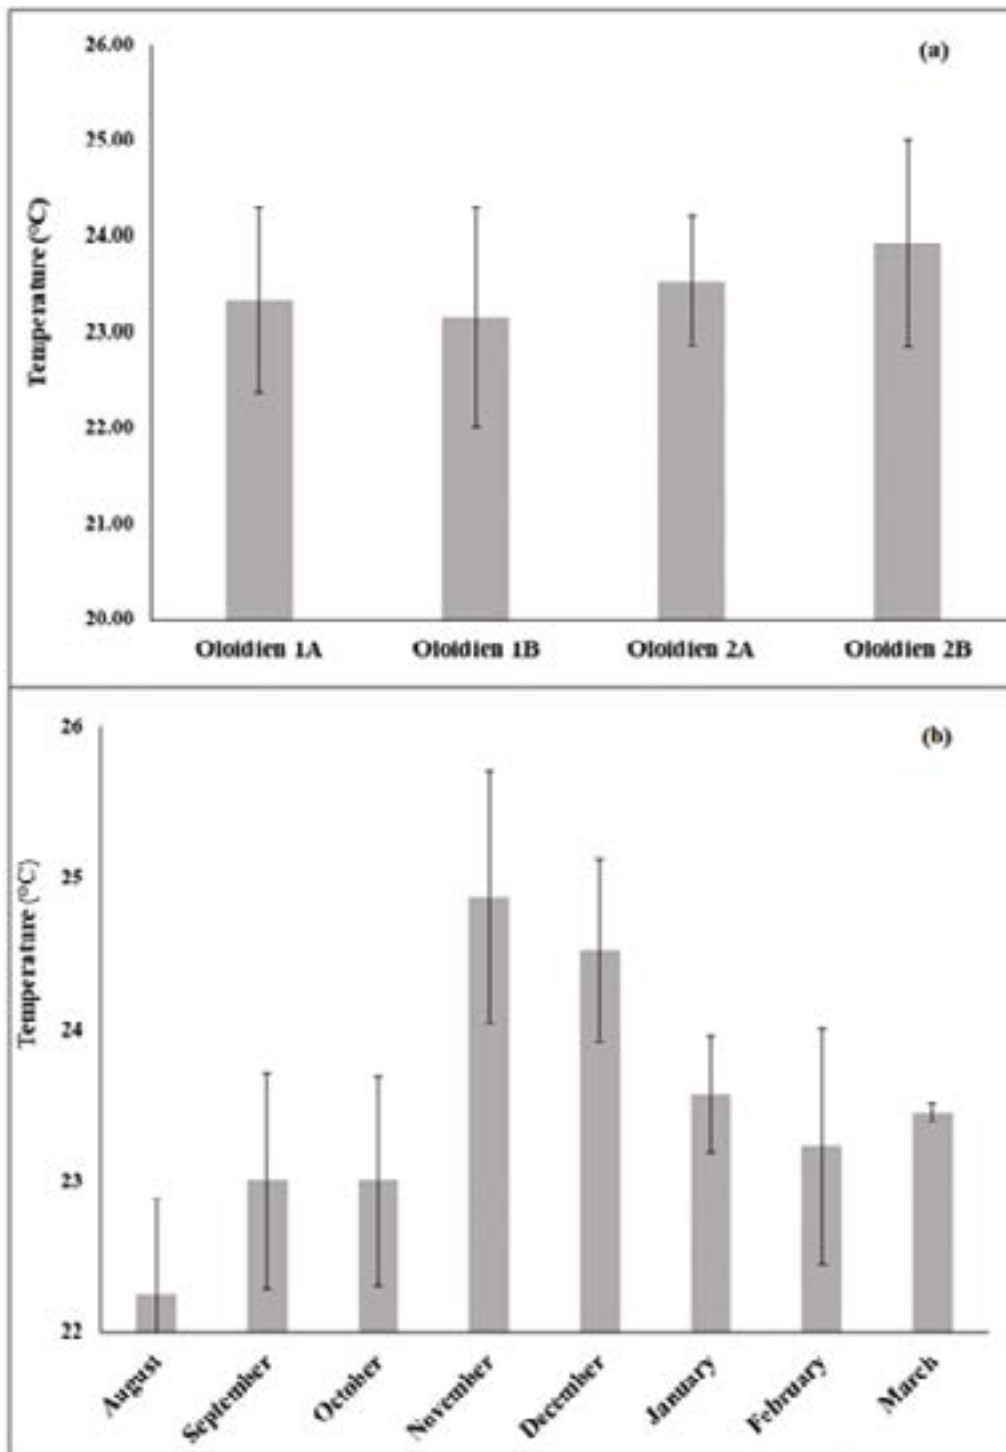 (a)
Temperature (°C)
26.00
25.00
24.00
23.00
22.00
21.00
20.00
Oloidien 1A
Oloidien 1B
Oloidien 2A
Oloidien 2B
(b)
Temperature (°C)
26
25
24
23
22
August
September
October
November
December
January
February
March